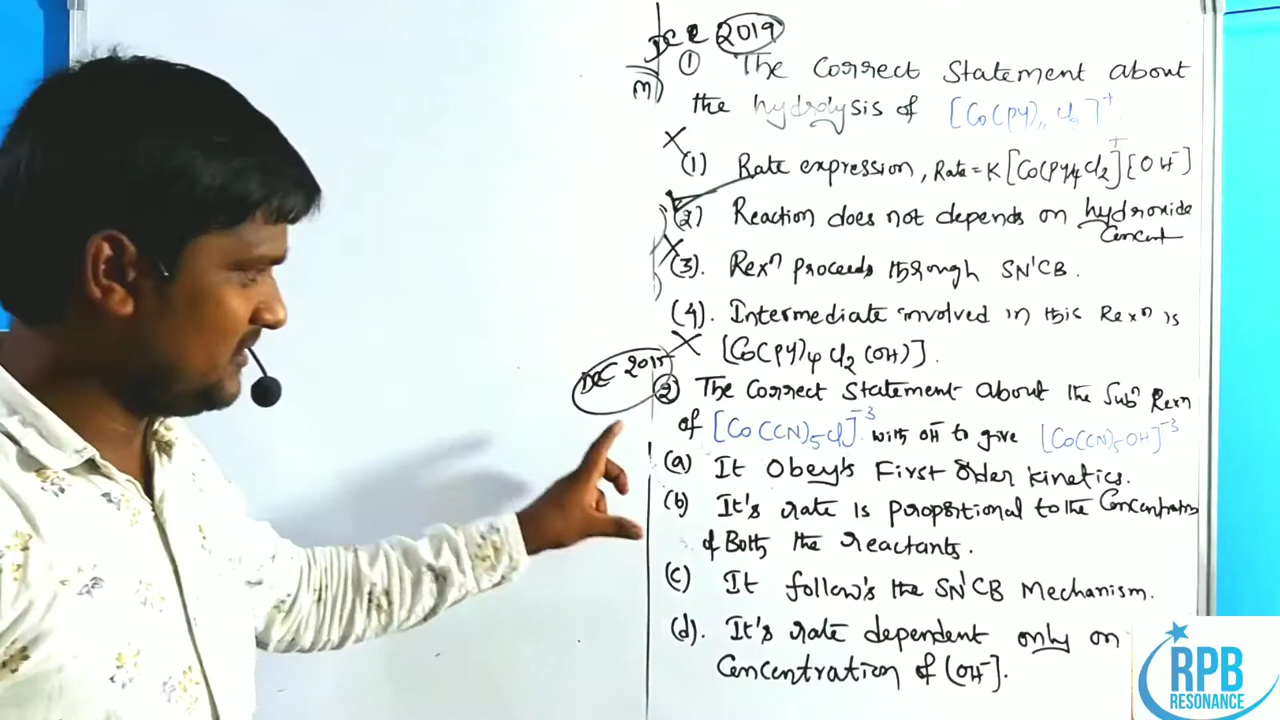 DEC 2019
① The Correct Statement about
the hydrolysis of [Co(PY)₄ Cl₂]⁺
(1) Rate expression, Rate = K [Co(PY)₄Cl₂]⁺[OH⁻]
(2) Reaction does not depends on hydroxide
Concent
(3). Rexⁿ Proceeds through SN¹CB.
(4). Intermediate involved in this Rexⁿ is
[Co(PY)₄ Cl₂ (OH)].
DEC 2015
② The Correct Statement About the Subⁿ Rexn
of [Co(CN)₅Cl]⁻³ with OH⁻ to give [Co(CN)₅OH]⁻³
(a) It Obey's First Order kinetics.
(b) It's rate is propotional to the Concentration
of Both the reactants.
(c) It follow's the SN¹CB Mechanism.
(d). It's rate dependent only on
Concentration of [OH⁻].
RPB
RESONANCE